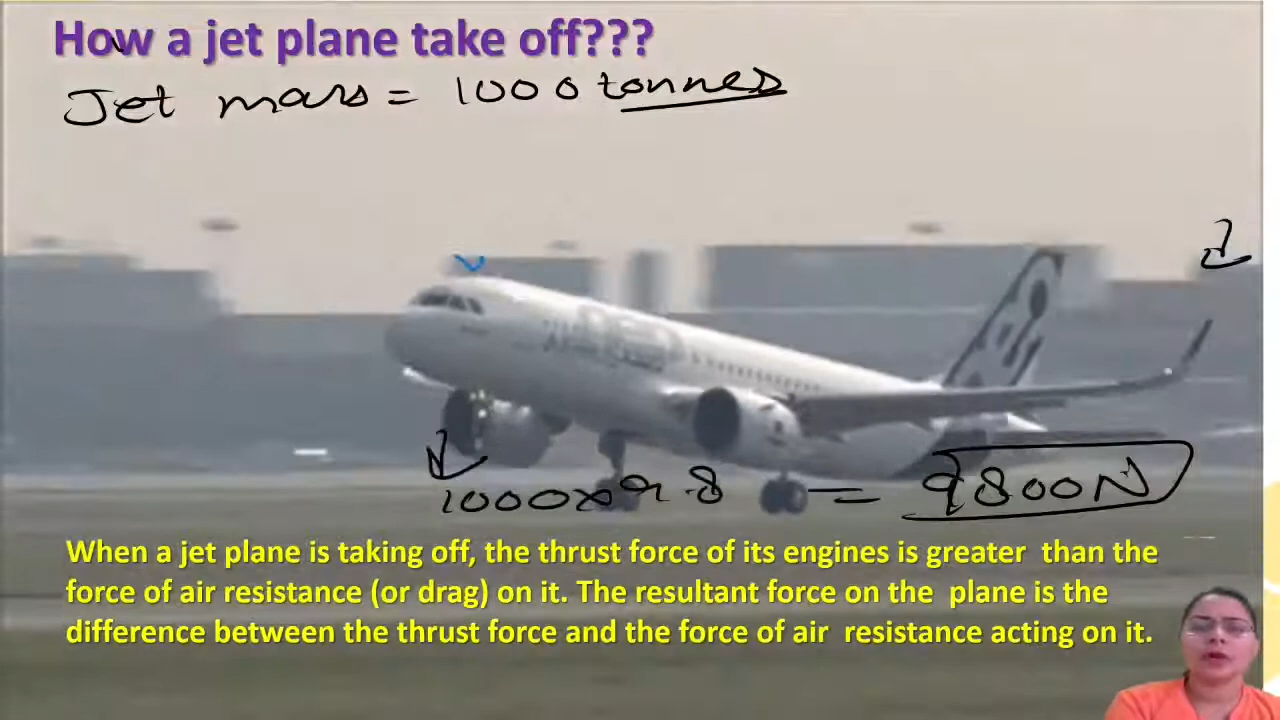 How a jet plane take off???
Jet mass = 1000 tonnes
1000 x 9.8 = 9800N
When a jet plane is taking off, the thrust force of its engines is greater than the
force of air resistance (or drag) on it. The resultant force on the plane is the
difference between the thrust force and the force of air resistance acting on it.